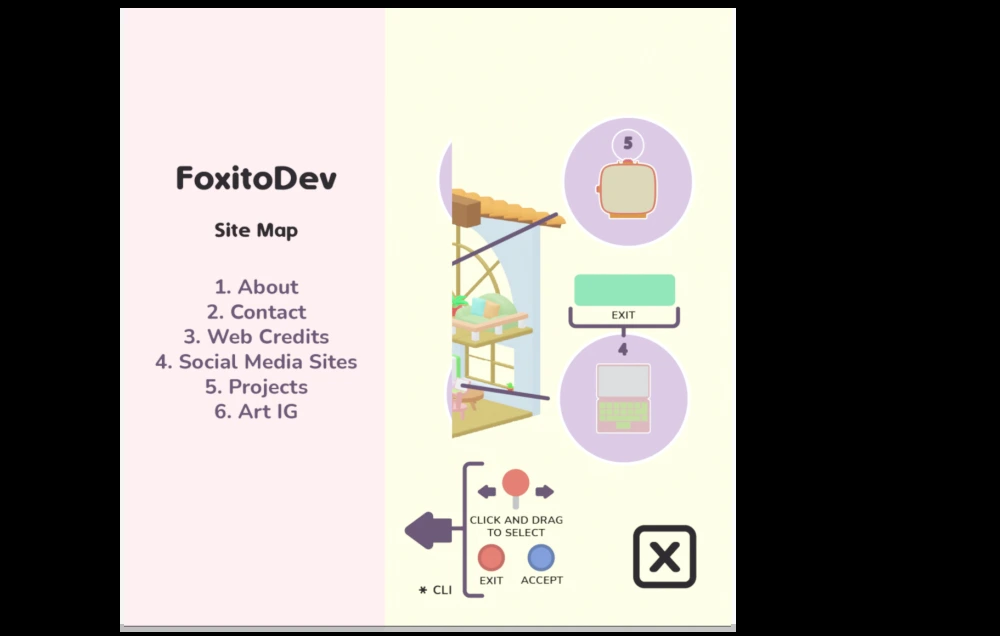 FoxitoDev
Site Map
1. About
2. Contact
3. Web Credits
4. Social Media Sites
5. Projects
6. Art IG
5
EXIT
4
CLICK AND DRAG
TO SELECT
EXIT ACCEPT
* CLI
X